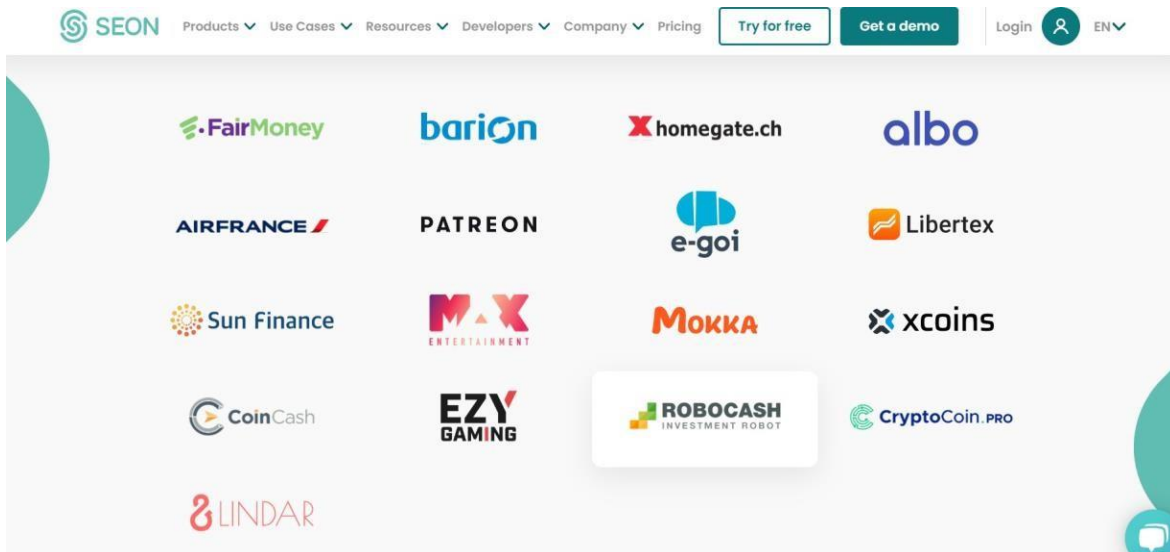 SEON Products Use Cases Resources Developers Company Pricing Try for free Get a demo Login EN
FairMoney barion homegate.ch albo
AIRFRANCE PATREON e-goi Libertex
Sun Finance MAX ENTERTAINMENT MOKKA xcoins
CoinCash EZY GAMING ROBOCASH INVESTMENT ROBOT CryptoCoin.PRO
LINDAR